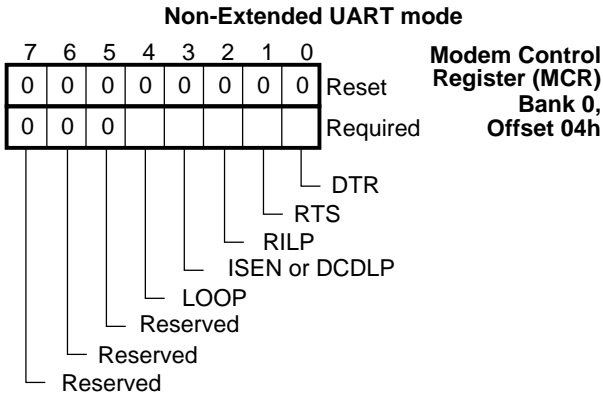 Non-Extended UART mode
7 6 5 4 3 2 1 0
Modem Control
Register (MCR)
Bank 0,
Offset 04h
0 0 0 0 0 0 0 0 Reset
0 0 0 Required
DTR
RTS
RILP
ISEN or DCDLP
LOOP
Reserved
Reserved
Reserved